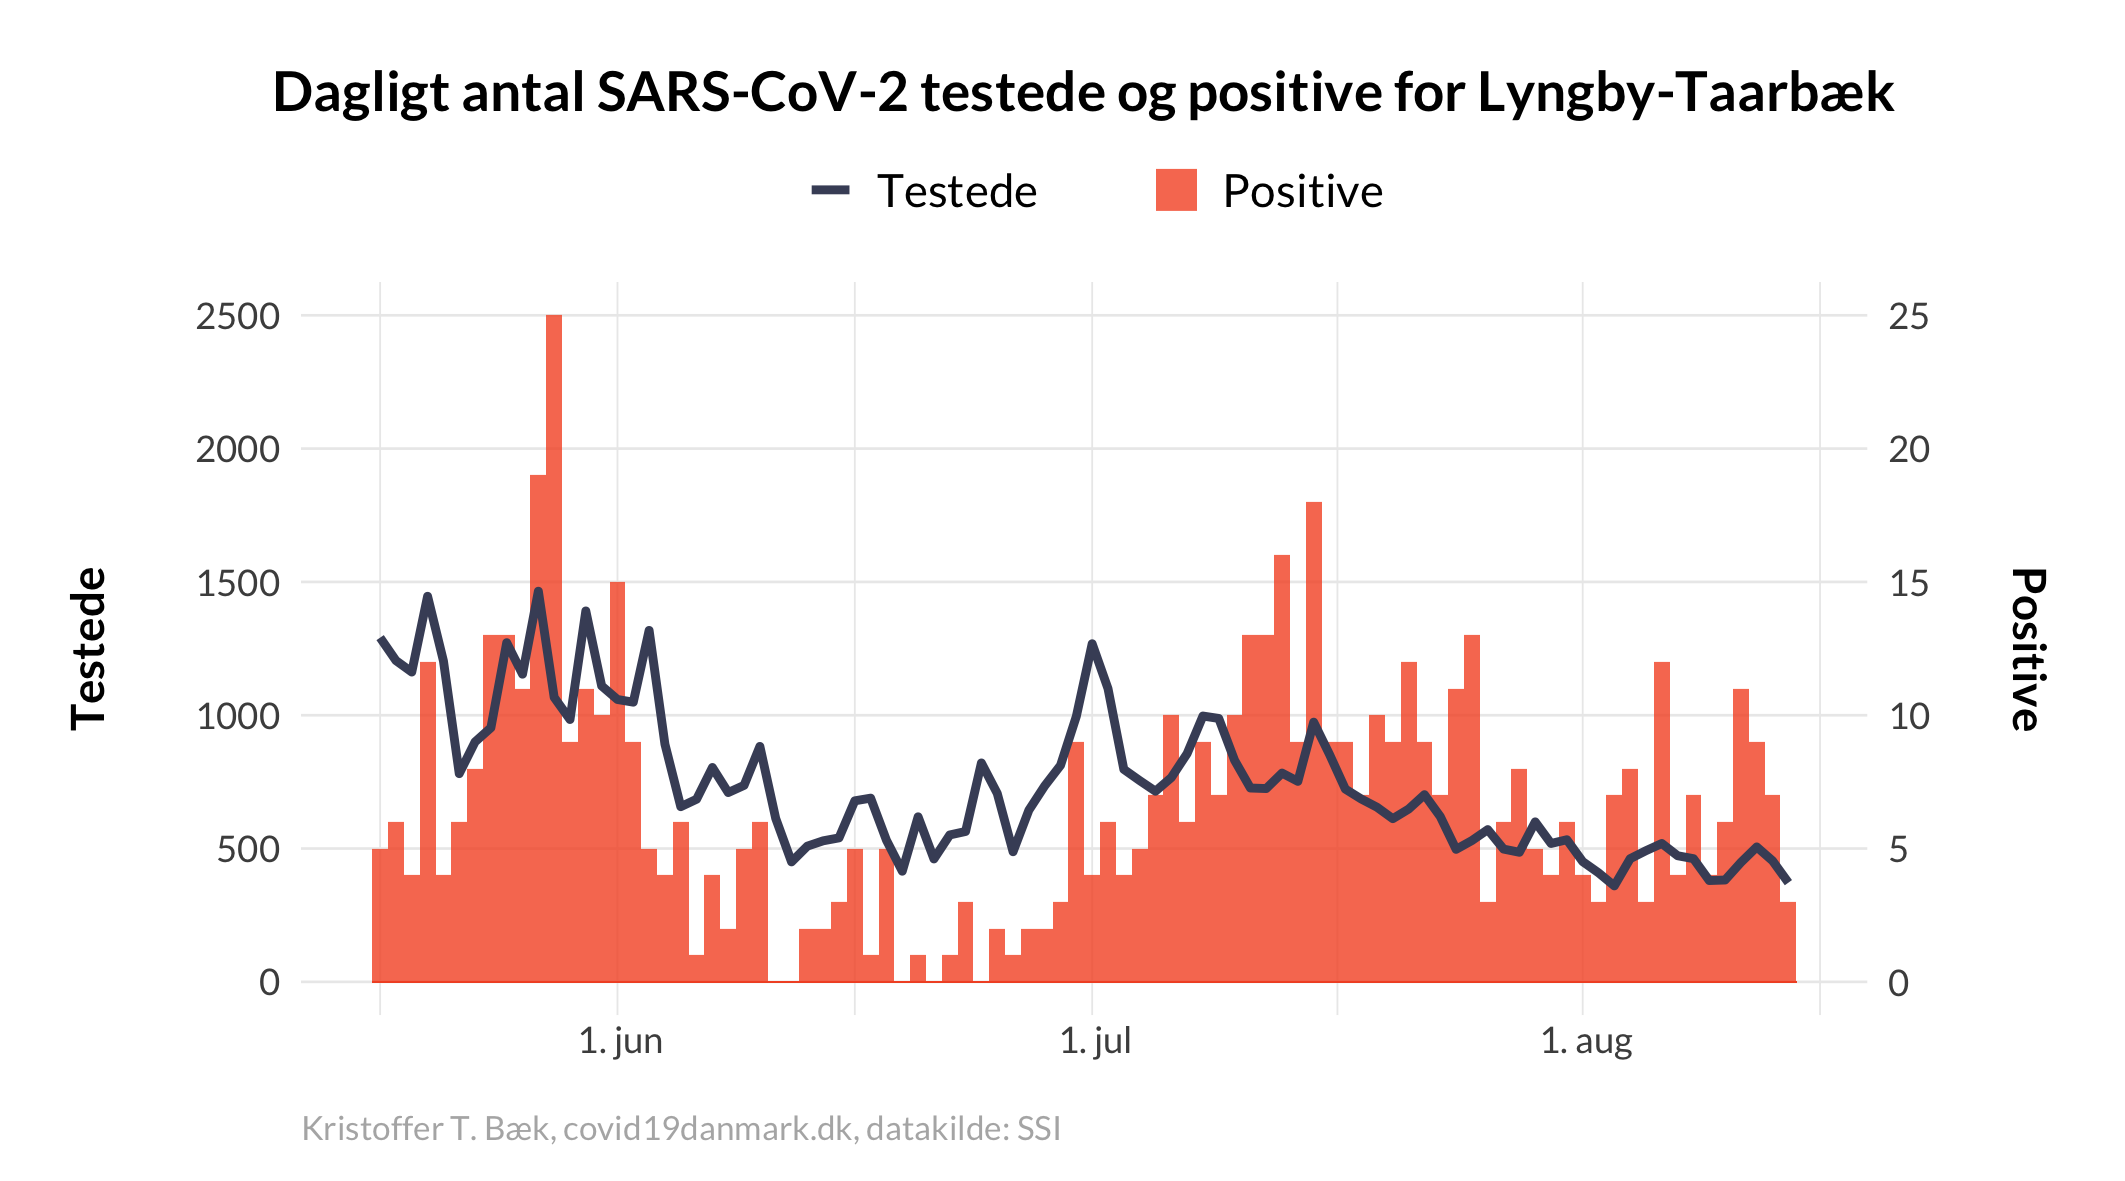 Dagligt antal SARS-CoV-2 testede og positive for Lyngby-Taarbæk
Testede
Positive
2500
2000
1500
1000
500
0
Testede
25
20
15
10
5
0
Positive
1. jun
1. jul
1. aug
Kristoffer T. Bæk, covid19danmark.dk, datakilde: SSI